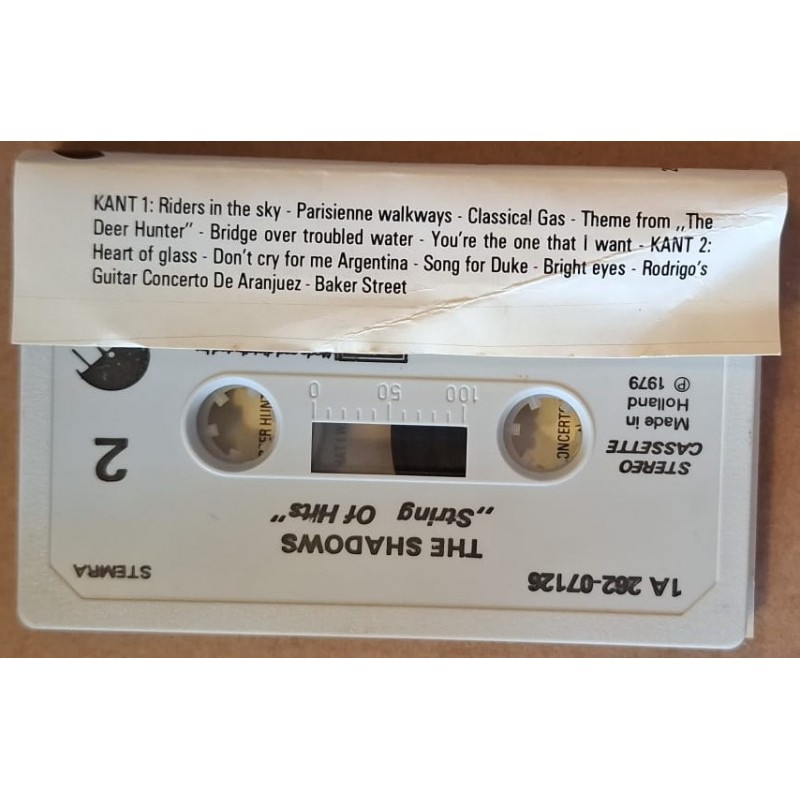 KANT 1: Riders in the sky - Parisienne walkways - Classical Gas - Theme from ,,The
Deer Hunter" - Bridge over troubled water - You're the one that I want - KANT 2:
Heart of glass - Don't cry for me Argentina - Song for Duke - Bright eyes - Rodrigo's
Guitar Concerto De Aranjuez - Baker Street
1A 262-07126
STEMRA
THE SHADOWS
,,String Of Hits"
STEREO
CASSETTE
2
Made in
Holland
℗ 1979
100 50 0
ER HUNT
ONCERTO